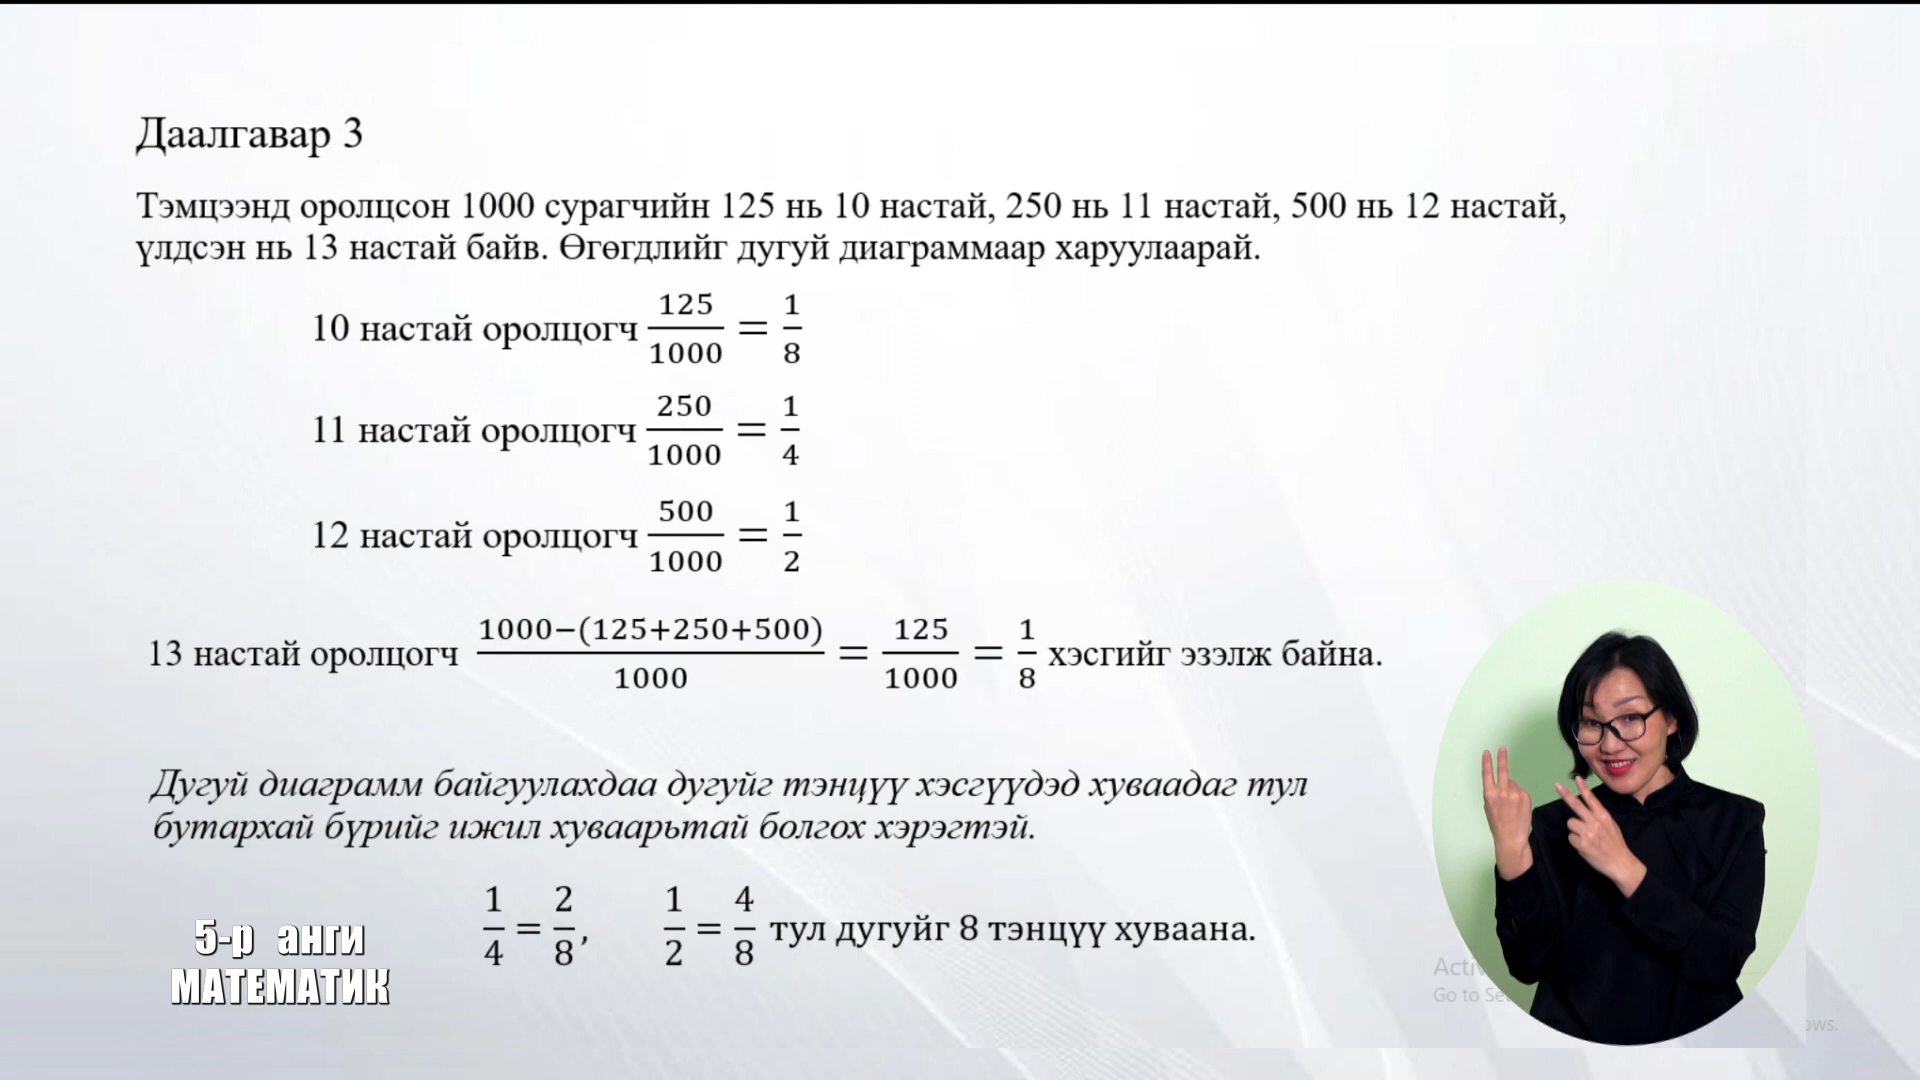 Даалгавар 3
Тэмцээнд оролцсон 1000 сурагчийн 125 нь 10 настай, 250 нь 11 настай, 500 нь 12 настай,
үлдсэн нь 13 настай байв. Өгөгдлийг дугуй диаграммаар харуулаарай.
10 настай оролцогч 125/1000 = 1/8
11 настай оролцогч 250/1000 = 1/4
12 настай оролцогч 500/1000 = 1/2
13 настай оролцогч 1000−(125+250+500)/1000 = 125/1000 = 1/8 хэсгийг эзэлж байна.
Дугуй диаграмм байгуулахдаа дугуйг тэнцүү хэсгүүдэд хуваадаг тул
бутархай бүрийг ижил хуваарьтай болгох хэрэгтэй.
1/4 = 2/8, 1/2 = 4/8 тул дугуйг 8 тэнцүү хуваана.
5-р анги
МАТЕМАТИК
Go to